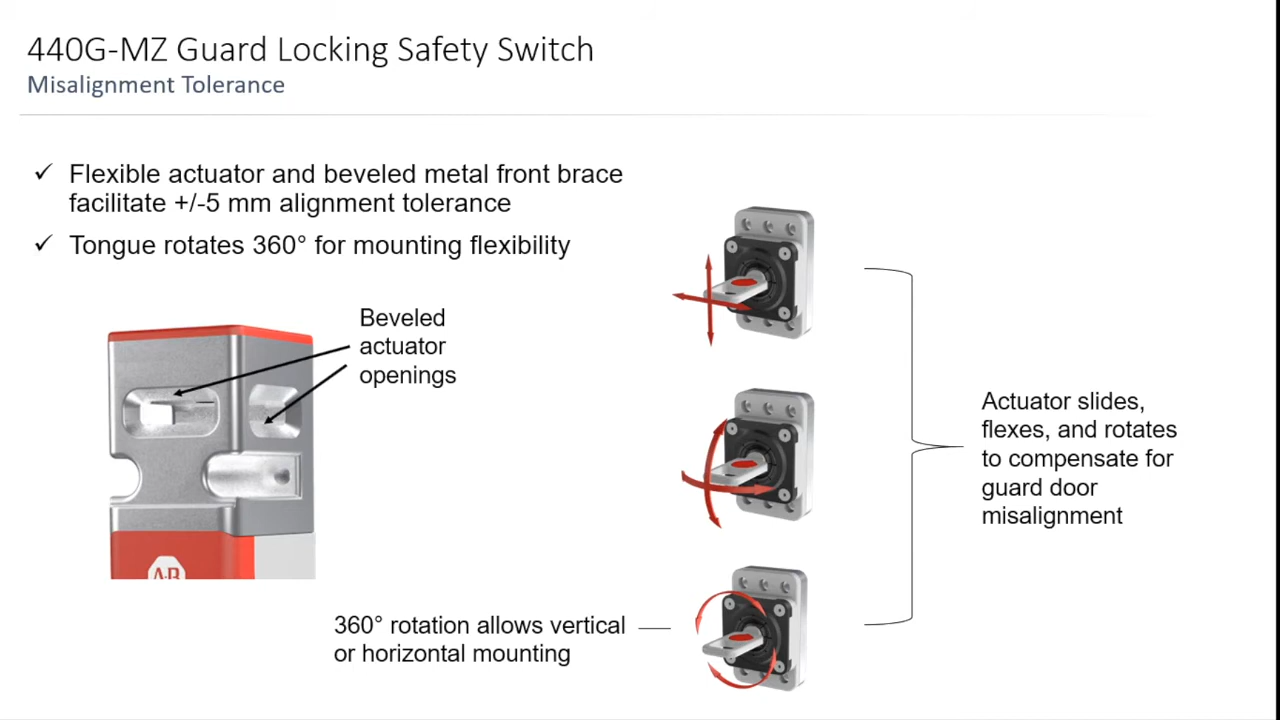 440G-MZ Guard Locking Safety Switch
Misalignment Tolerance
✓ Flexible actuator and beveled metal front brace
facilitate +/-5 mm alignment tolerance
✓ Tongue rotates 360° for mounting flexibility
Beveled
actuator
openings
A-B
Actuator slides,
flexes, and rotates
to compensate for
guard door
misalignment
360° rotation allows vertical
or horizontal mounting